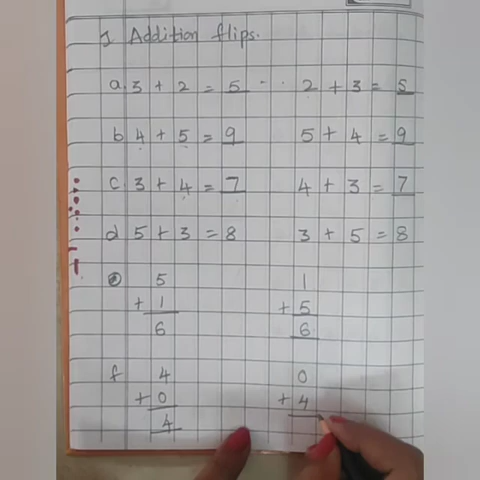 1 Addition flips.
a. 3 + 2 = 5 2 + 3 = 5
b 4 + 5 = 9 5 + 4 = 9
c. 3 + 4 = 7 4 + 3 = 7
d 5 + 3 = 8 3 + 5 = 8
e 5 1
+ 1 + 5
6 6
f 4 0
+ 0 + 4
4